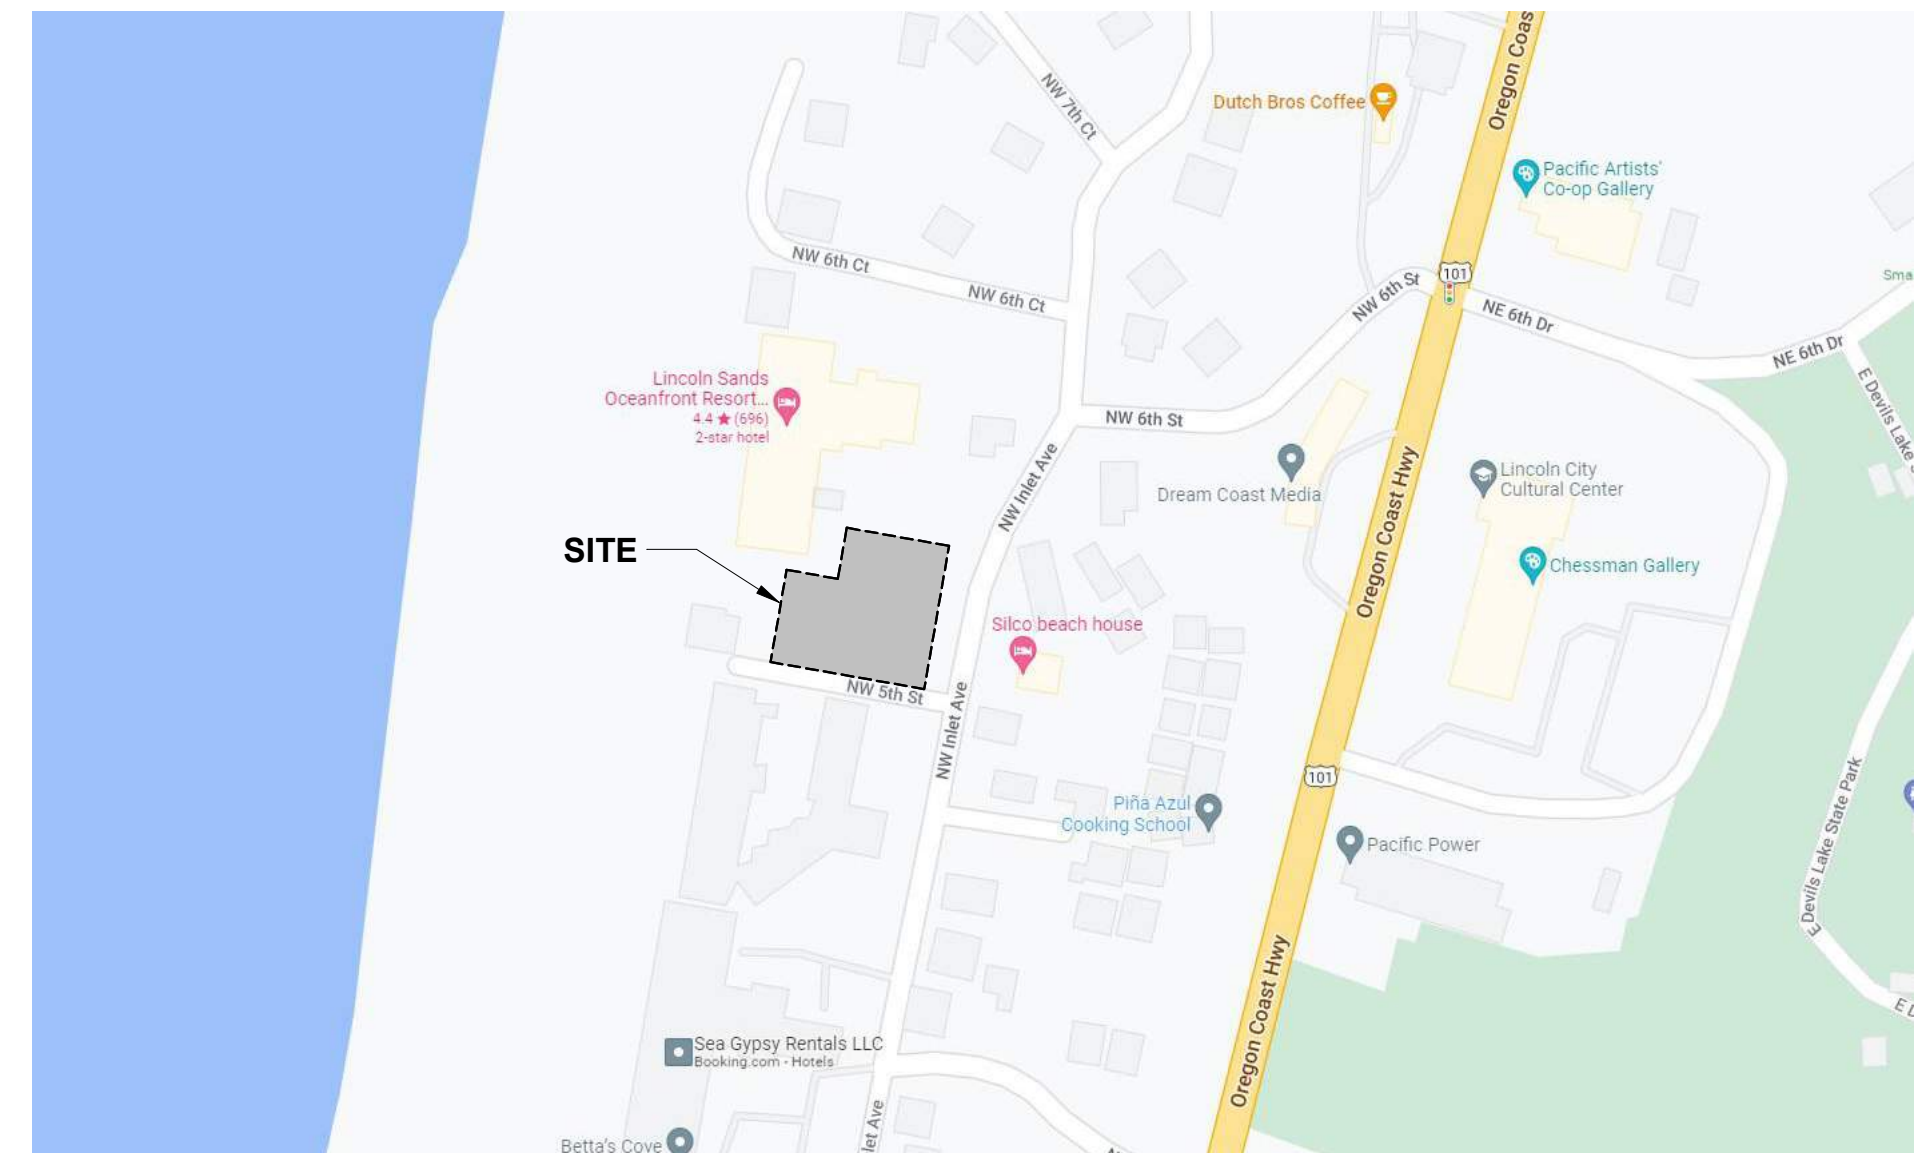 Oregon Coas
NW 7th Ct
Dutch Bros Coffee
Pacific Artists'
Co-op Gallery
NW 6th Ct
NW 6th Ct
NW 6th St
101
NE 6th Dr
Sma
NE 6th Dr
E Devils Lake
Lincoln Sands
Oceanfront Resort...
4.4 ★ (696)
2-star hotel
NW 6th St
NW Inlet Ave
Dream Coast Media
Oregon Coast Hwy
Lincoln City
Cultural Center
SITE
Chessman Gallery
Silco beach house
NW 5th St
NW Inlet Ave
101
Piña Azul
Cooking School
Pacific Power
E Devils Lake State Park
Oregon Coast Hwy
Sea Gypsy Rentals LLC
Booking.com - Hotels
Betta's Cove
let Ave